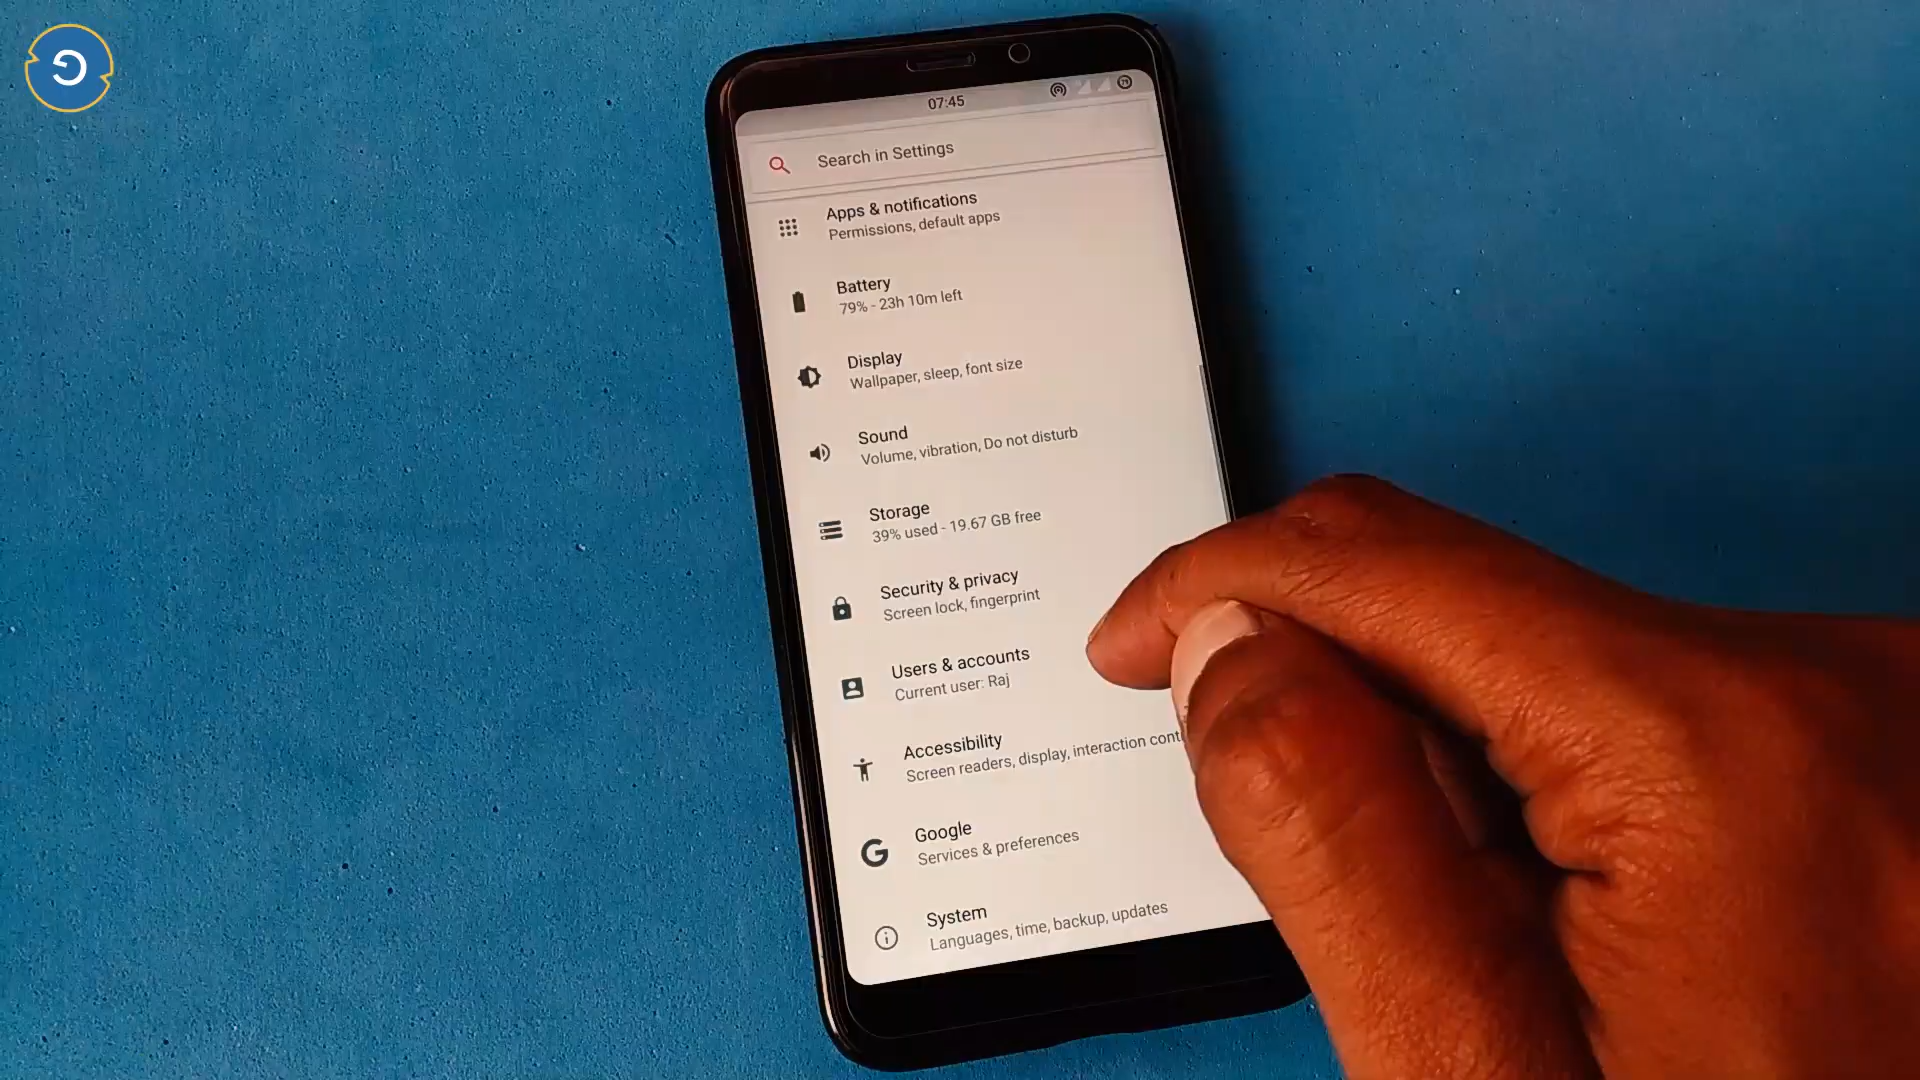 07:45
Search in Settings
Apps & notifications
Permissions, default apps
Battery
79% - 23h 10m left
Display
Wallpaper, sleep, font size
Sound
Volume, vibration, Do not disturb
Storage
39% used - 19.67 GB free
Security & privacy
Screen lock, fingerprint
Users & accounts
Current user: Raj
Accessibility
Screen readers, display, interaction cont
Google
Services & preferences
System
Languages, time, backup, updates